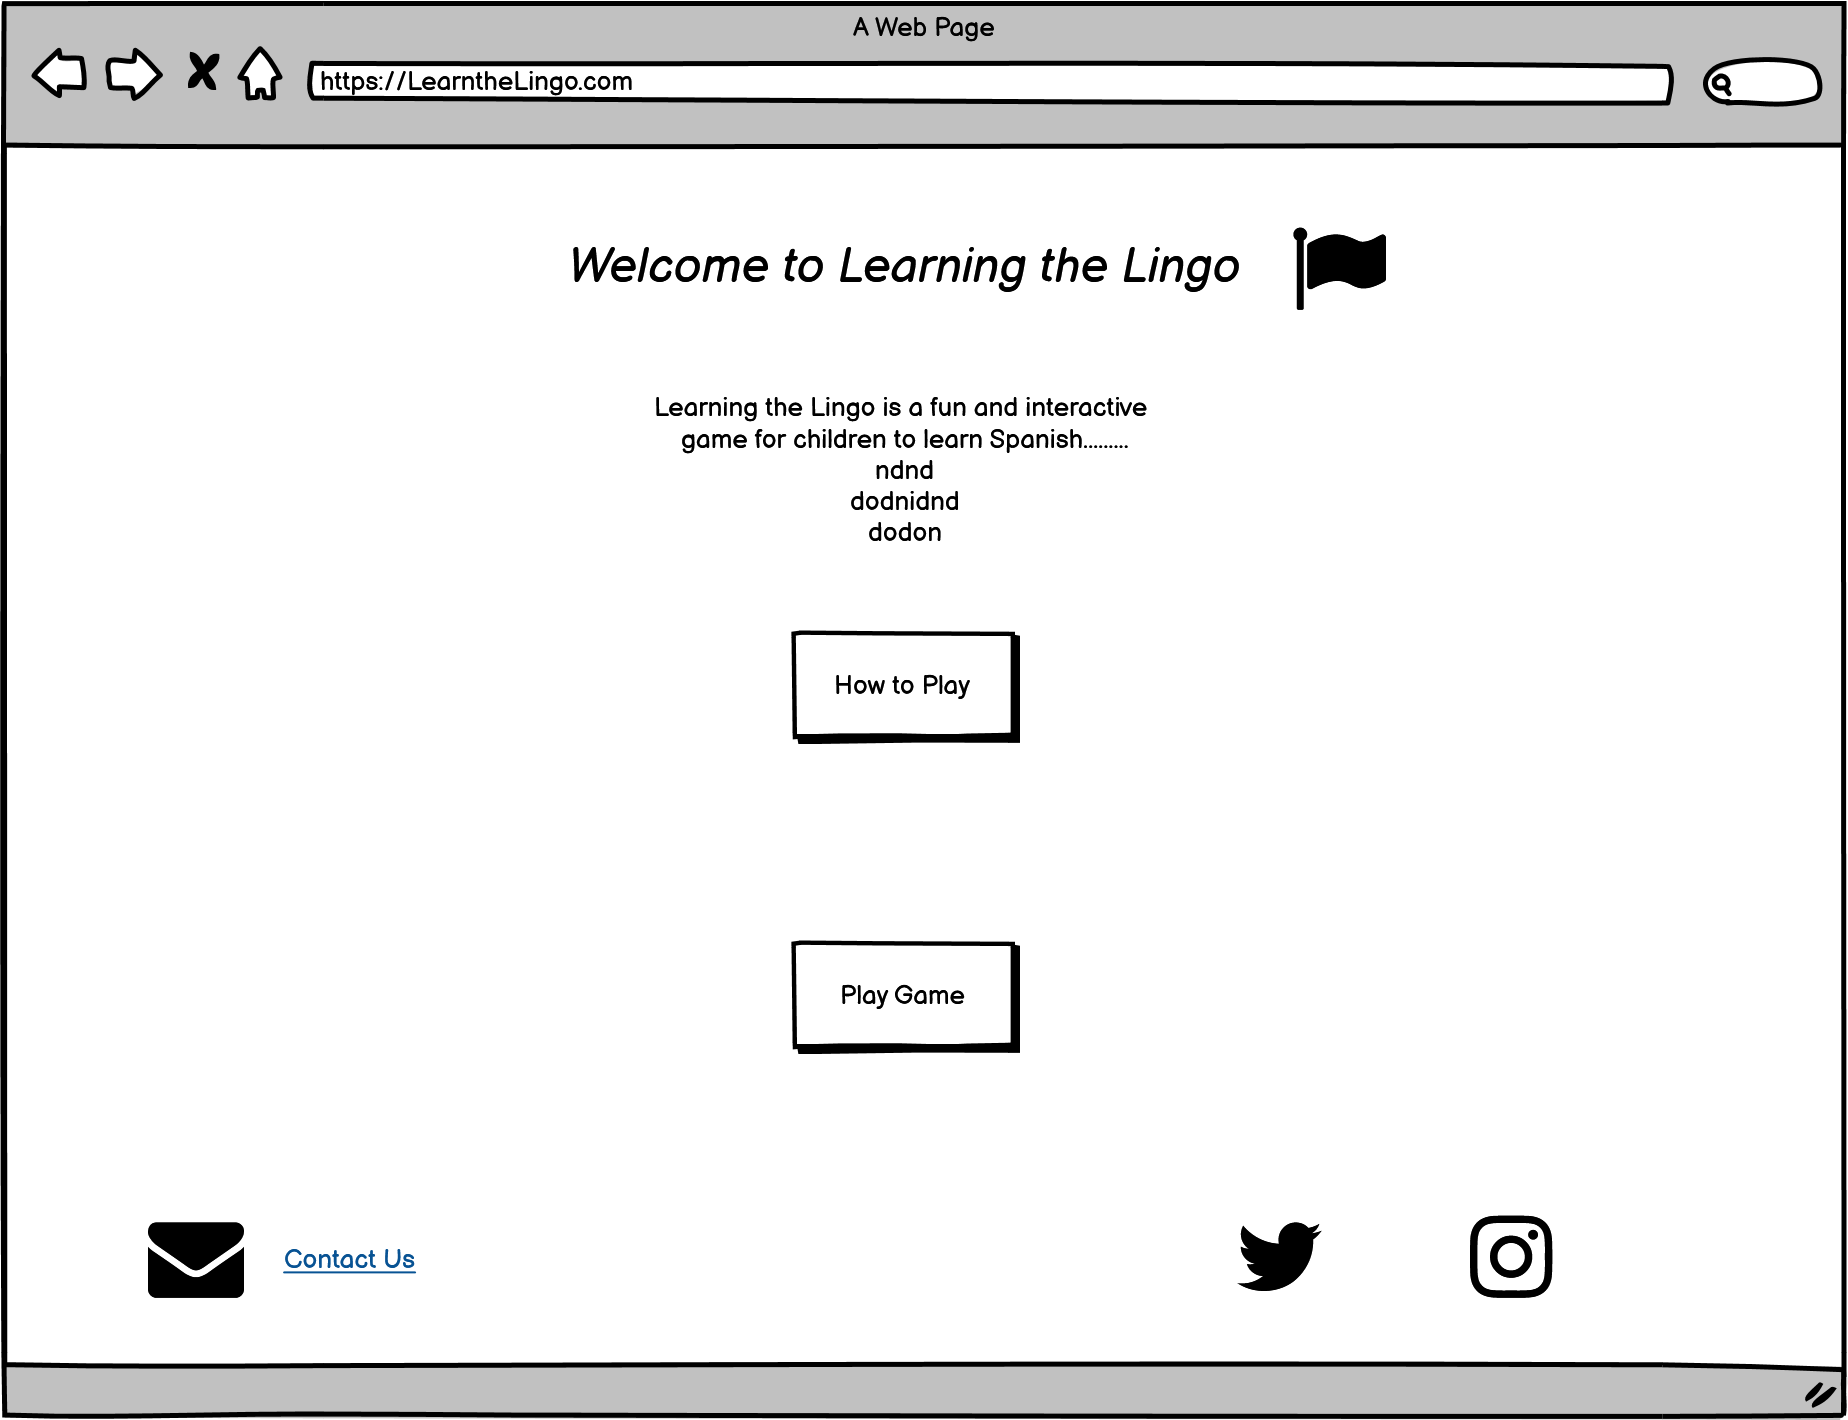 A Web Page
https://LearntheLingo.com
Welcome to Learning the Lingo
Learning the Lingo is a fun and interactive
game for children to learn Spanish.........
ndnd
dodnidnd
dodon
How to Play
Play Game
Contact Us